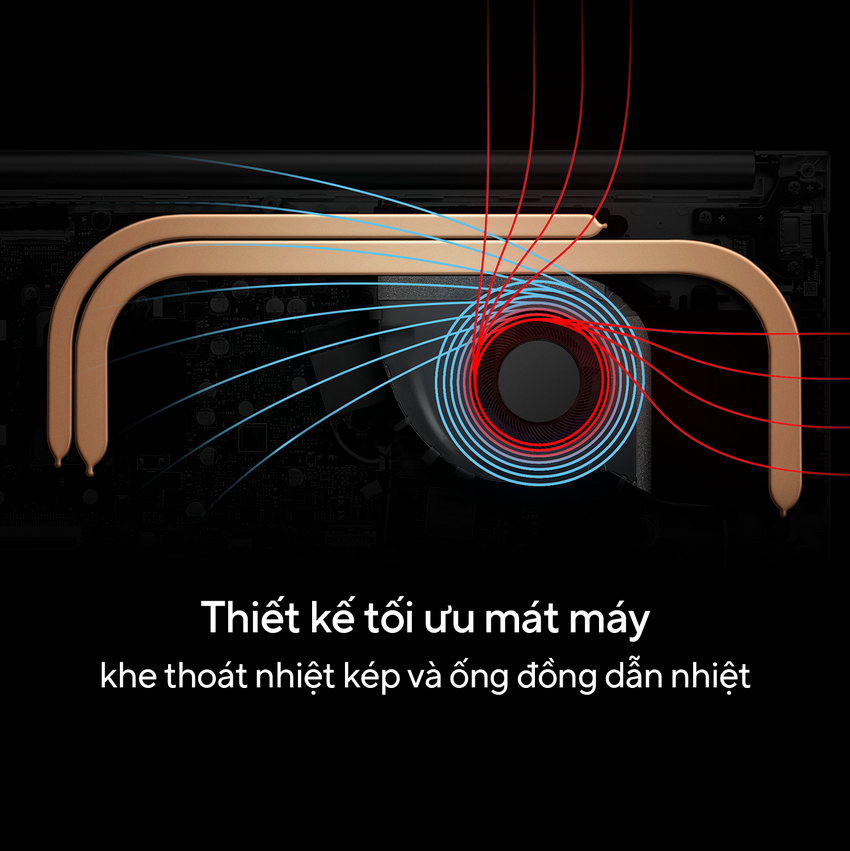 Thiết kế tối ưu mát máy
khe thoát nhiệt kép và ống đồng dẫn nhiệt